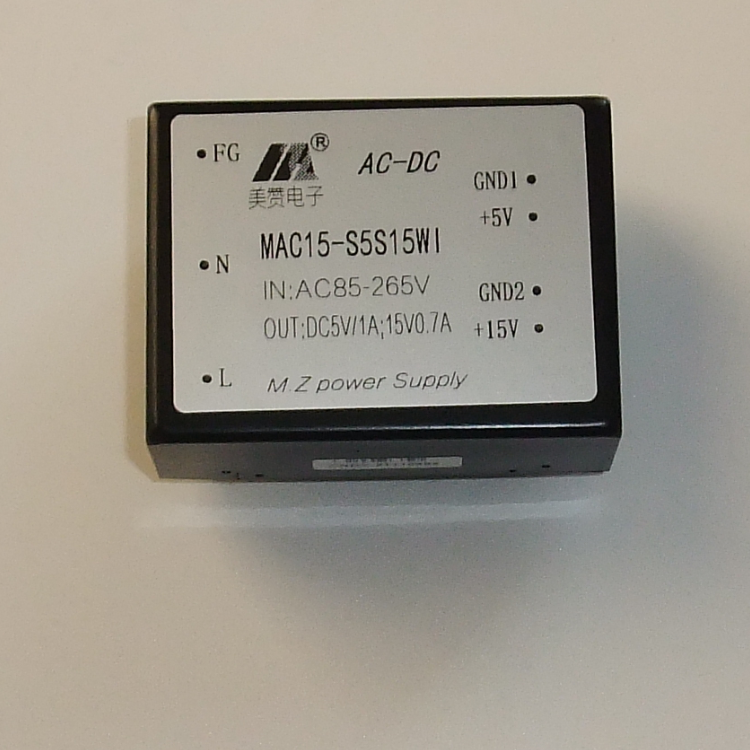 FG
®
AC-DC
美赞电子
GND1
+5V
MAC15-S5S15WI
N
IN:AC85-265V
GND2
OUT:DC5V/1A;15V0.7A
+15V
L
M.Z power Supply